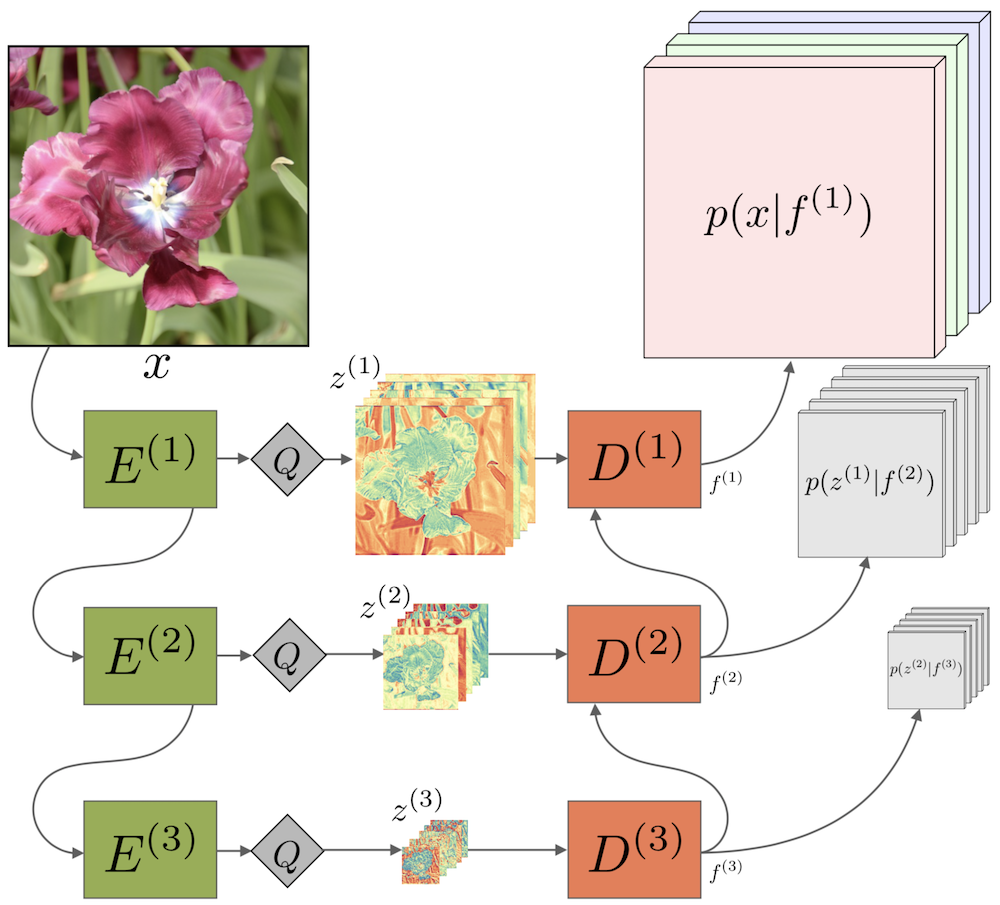 x
p(x|f^{(1)})
z^{(1)}
E^{(1)}
Q
D^{(1)}
f^{(1)}
p(z^{(1)}|f^{(2)})
z^{(2)}
E^{(2)}
Q
D^{(2)}
f^{(2)}
p(z^{(2)}|f^{(3)})
z^{(3)}
E^{(3)}
Q
D^{(3)}
f^{(3)}